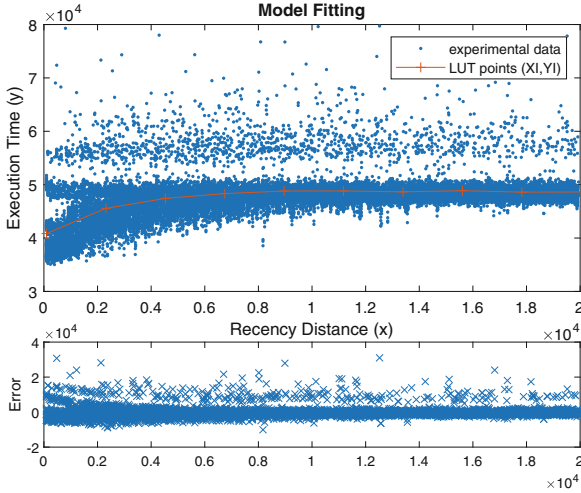 ×10⁴ Model Fitting
8
experimental data
LUT points (XI,YI)
7
6
5
4
3
Execution Time (y)
0 0.2 0.4 0.6 0.8 1 1.2 1.4 1.6 1.8 2
Recency Distance (x) ×10⁴
×10⁴
4
2
0
-2
Error
0 0.2 0.4 0.6 0.8 1 1.2 1.4 1.6 1.8 2
×10⁴